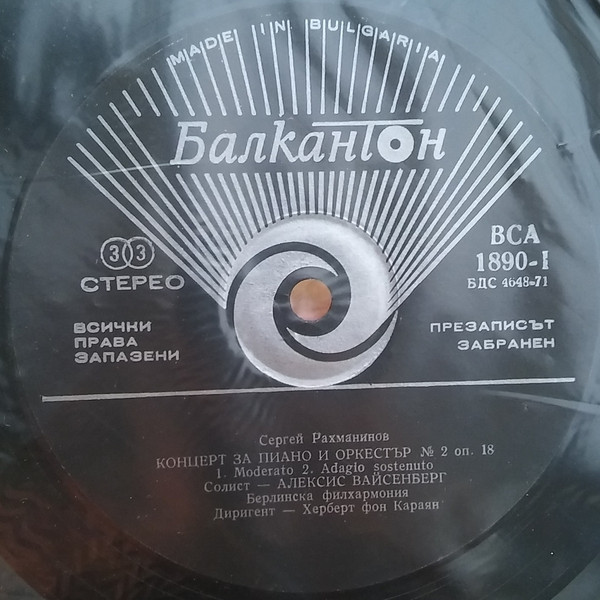 MADE IN BULGARIA
Балкантон
33
СТЕРЕО
ВСИЧКИ
ПРАВА
ЗАПАЗЕНИ
ВСА
1890-I
БДС 4648-71
ПРЕЗАПИСЪТ
ЗАБРАНЕН
Сергей Рахманинов
КОНЦЕРТ ЗА ПИАНО И ОРКЕСТЪР № 2 оп. 18
1. Moderato 2. Adagio sostenuto
Солист — АЛЕКСИС ВАЙСЕНБЕРГ
Берлинска филхармония
Диригент — Херберт фон Караян